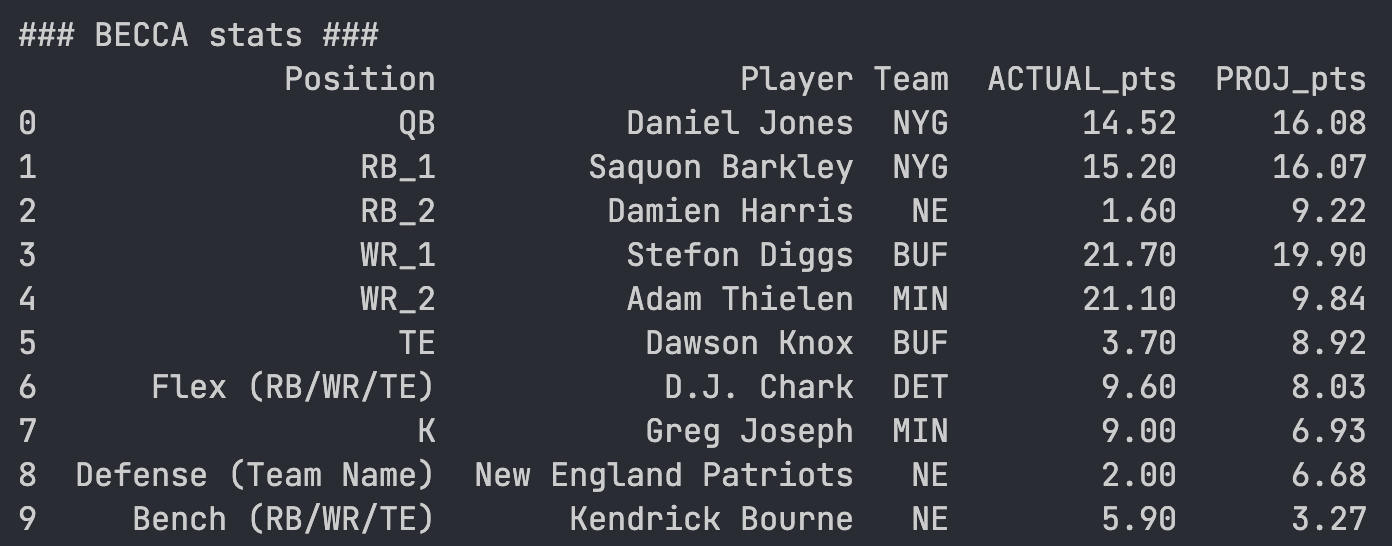 ### BECCA stats ###
Position Player Team ACTUAL_pts PROJ_pts
0 QB Daniel Jones NYG 14.52 16.08
1 RB_1 Saquon Barkley NYG 15.20 16.07
2 RB_2 Damien Harris NE 1.60 9.22
3 WR_1 Stefon Diggs BUF 21.70 19.90
4 WR_2 Adam Thielen MIN 21.10 9.84
5 TE Dawson Knox BUF 3.70 8.92
6 Flex (RB/WR/TE) D.J. Chark DET 9.60 8.03
7 K Greg Joseph MIN 9.00 6.93
8 Defense (Team Name) New England Patriots NE 2.00 6.68
9 Bench (RB/WR/TE) Kendrick Bourne NE 5.90 3.27